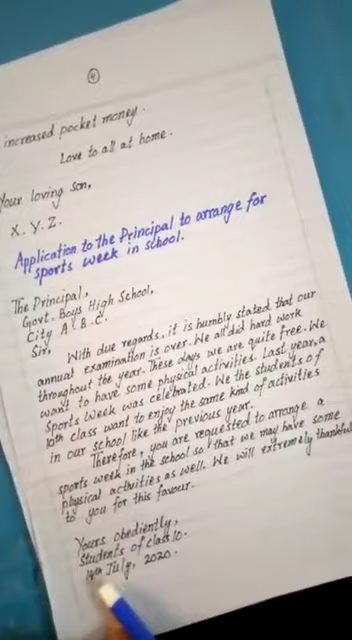 4
increased pocket money.
Love to all at home.
Your loving son,
X.Y.Z.
Application to the Principal to arrange for
sports week in school.
The Principal,
Govt. Boys High School,
City A.B.C.
Sir,
With due regards, it is humbly stated that our
annual examination is over. We all did hard work
throughout the year. These days we are quite free. We
want to have some physical activities. Last year, a
Sports Week was celebrated. We the students of
10th class want to enjoy the same kind of activities
in our school like the previous year.
Therefore, you are requested to arrange a
sports week in the school so that we may have some
physical activities as well. We will extremely thankful
to you for this favour.
Yours obediently,
Students of class 10.
July, 2020.